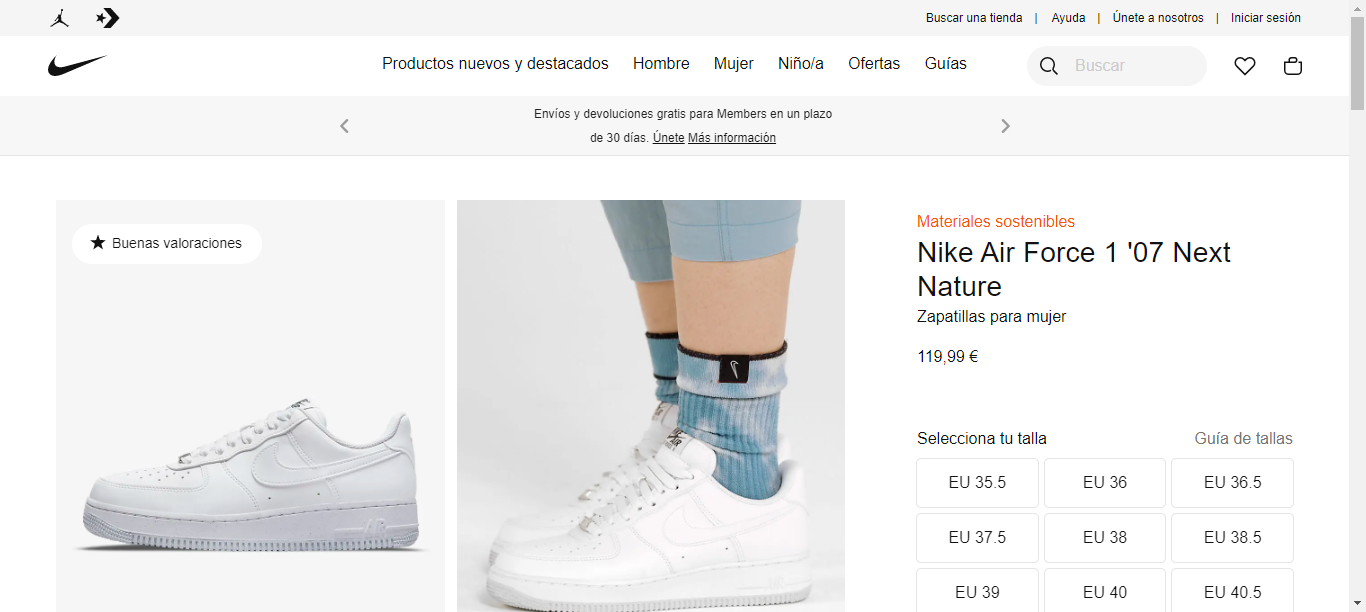 Buscar una tienda | Ayuda | Únete a nosotros | Iniciar sesión
Productos nuevos y destacados Hombre Mujer Niño/a Ofertas Guías Buscar
Envíos y devoluciones gratis para Members en un plazo
de 30 días. Únete Más información
Buenas valoraciones
Materiales sostenibles
Nike Air Force 1 '07 Next
Nature
Zapatillas para mujer
119,99 €
Selecciona tu talla Guía de tallas
EU 35.5 EU 36 EU 36.5
EU 37.5 EU 38 EU 38.5
EU 39 EU 40 EU 40.5